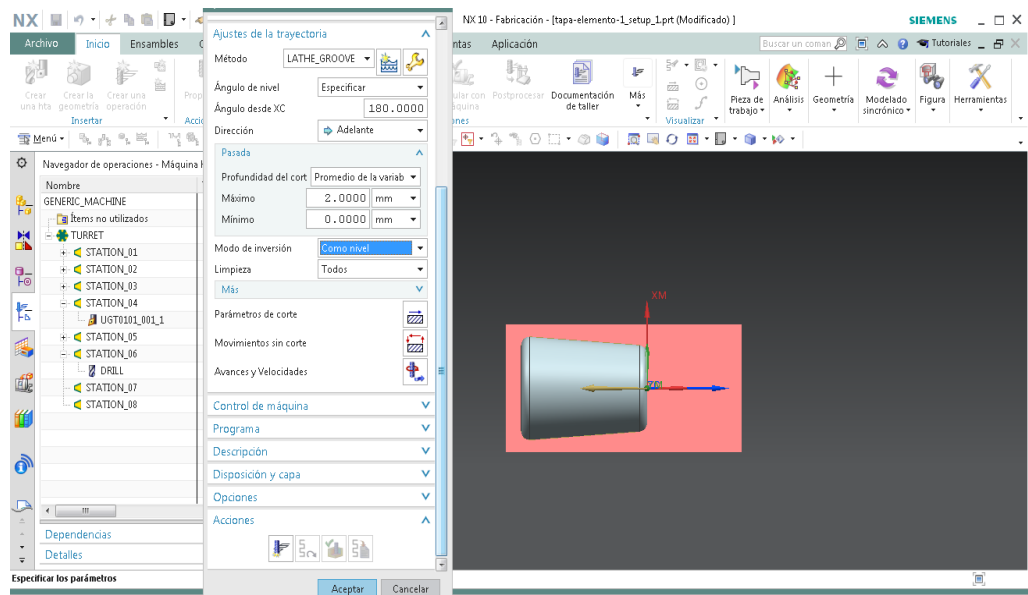 NX
NX 10 - Fabricación - [tapa-elemento-1_setup_1.prt (Modificado) ]
SIEMENS
Archivo
Inicio
Ensambles
Aplicación
Buscar un coman
Tutoriales
Crear una hta
Crear la geometría
Crear una operación
Insertar
Postprocesar
Documentación de taller
Más
Visualizar
Pieza de trabajo
Análisis
Geometría
Modelado sincrónico
Figura
Herramientas
Menú
Navegador de operaciones - Máquina
Nombre
GENERIC_MACHINE
Ítems no utilizados
TURRET
STATION_01
STATION_02
STATION_03
STATION_04
UGT0101_001_1
STATION_05
STATION_06
DRILL
STATION_07
STATION_08
Dependencias
Detalles
Especificar los parámetros
Ajustes de la trayectoria
Método LATHE_GROOVE
Ángulo de nivel Especificar
Ángulo desde XC 180.0000
Dirección Adelante
Pasada
Profundidad del cort Promedio de la variab
Máximo 2.0000 mm
Mínimo 0.0000 mm
Modo de inversión Como nivel
Limpieza Todos
Más
Parámetros de corte
Movimientos sin corte
Avances y Velocidades
Control de máquina
Programa
Descripción
Disposición y capa
Opciones
Acciones
Aceptar Cancelar
XM